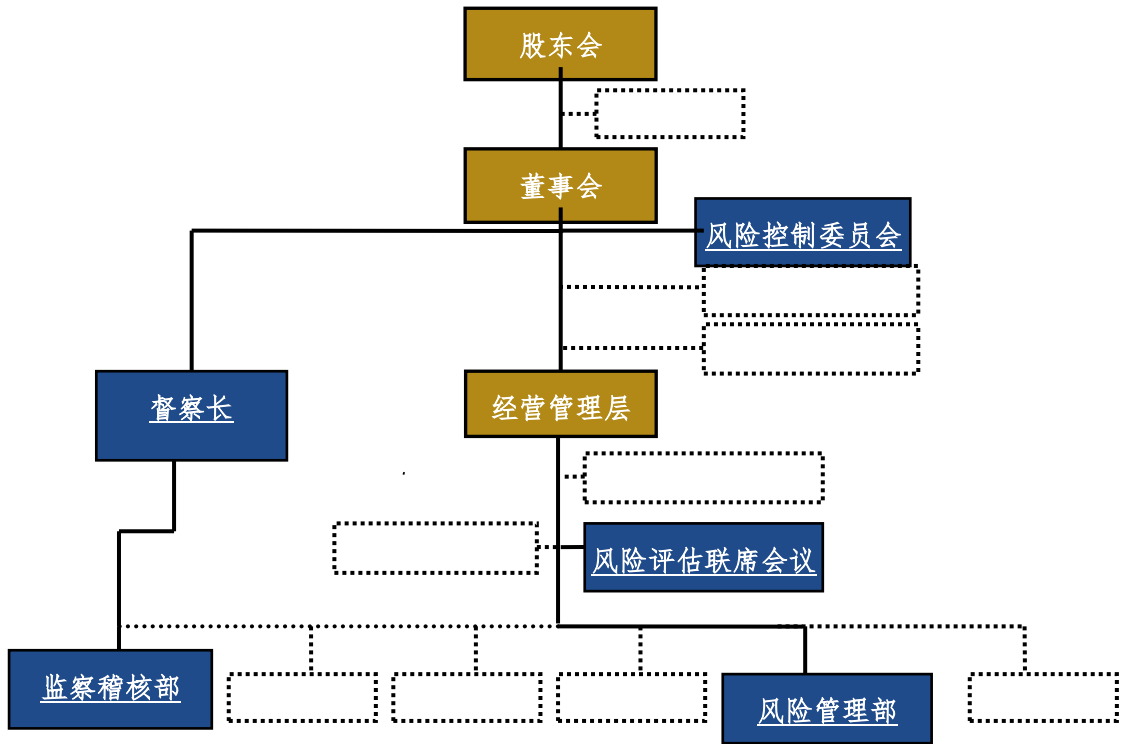 股东会
董事会
风险控制委员会
督察长
经营管理层
风险评估联席会议
监察稽核部
风险管理部